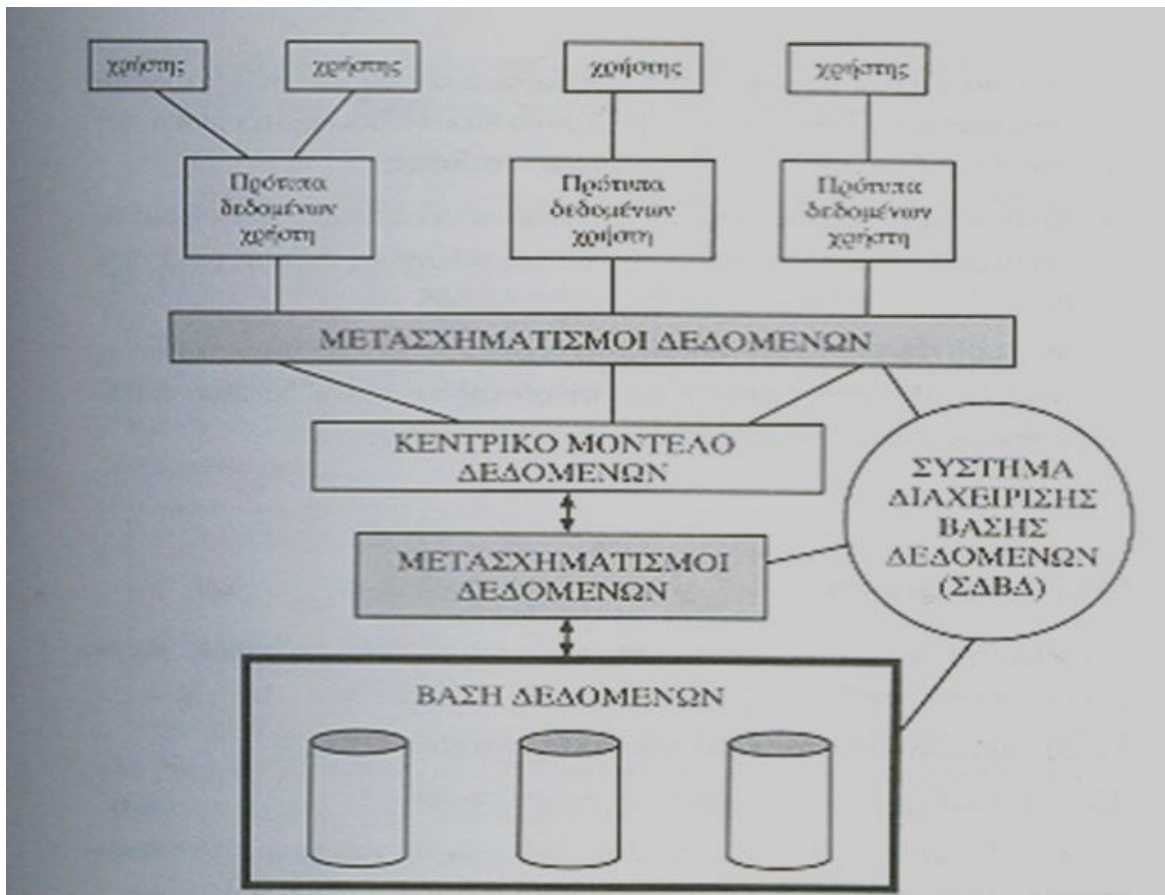 χρήστης
χρήστης
χρήστης
χρήστης
Πρότυπα
δεδομένων
χρήστη
Πρότυπα
δεδομένων
χρήστη
Πρότυπα
δεδομένων
χρήστη
ΜΕΤΑΣΧΗΜΑΤΙΣΜΟΙ ΔΕΔΟΜΕΝΩΝ
ΚΕΝΤΡΙΚΟ ΜΟΝΤΕΛΟ
ΔΕΔΟΜΕΝΩΝ
ΜΕΤΑΣΧΗΜΑΤΙΣΜΟΙ
ΔΕΔΟΜΕΝΩΝ
ΣΥΣΤΗΜΑ
ΔΙΑΧΕΙΡΙΣΗΣ
ΒΑΣΗΣ
ΔΕΔΟΜΕΝΩΝ
(ΣΔΒΔ)
ΒΑΣΗ ΔΕΔΟΜΕΝΩΝ